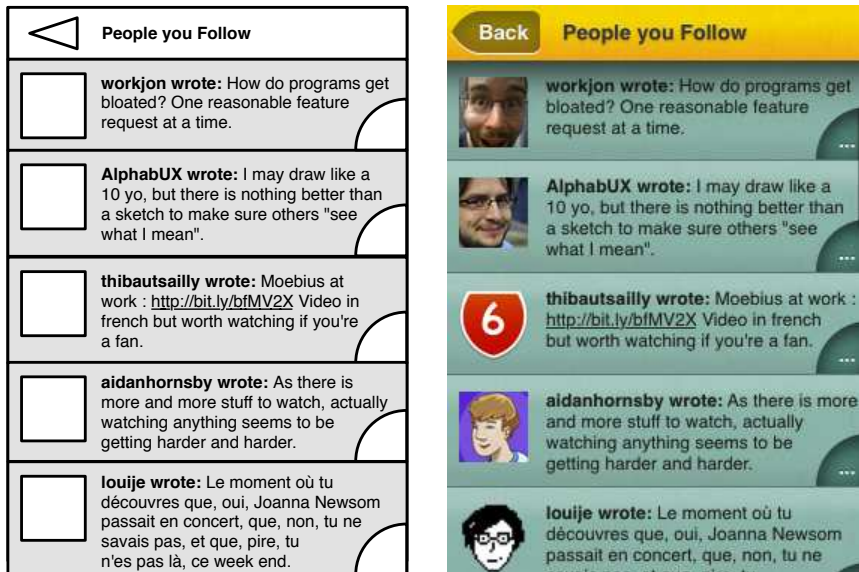 People you Follow
workjon wrote: How do programs get
bloated? One reasonable feature
request at a time.
AlphabUX wrote: I may draw like a
10 yo, but there is nothing better than
a sketch to make sure others "see
what I mean".
thibautsailly wrote: Moebius at
work : http://bit.ly/bfMV2X Video in
french but worth watching if you're
a fan.
aidanhornsby wrote: As there is
more and more stuff to watch, actually
watching anything seems to be
getting harder and harder.
louije wrote: Le moment où tu
découvres que, oui, Joanna Newsom
passait en concert, que, non, tu ne
savais pas, et que, pire, tu
n'es pas là, ce week end.
Back People you Follow
workjon wrote: How do programs get
bloated? One reasonable feature
request at a time.
...
AlphabUX wrote: I may draw like a
10 yo, but there is nothing better than
a sketch to make sure others "see
what I mean".
...
6
thibautsailly wrote: Moebius at work :
http://bit.ly/bfMV2X Video in french
but worth watching if you're a fan.
...
aidanhornsby wrote: As there is more
and more stuff to watch, actually
watching anything seems to be
getting harder and harder.
...
louije wrote: Le moment où tu
découvres que, oui, Joanna Newsom
passait en concert, que, non, tu ne